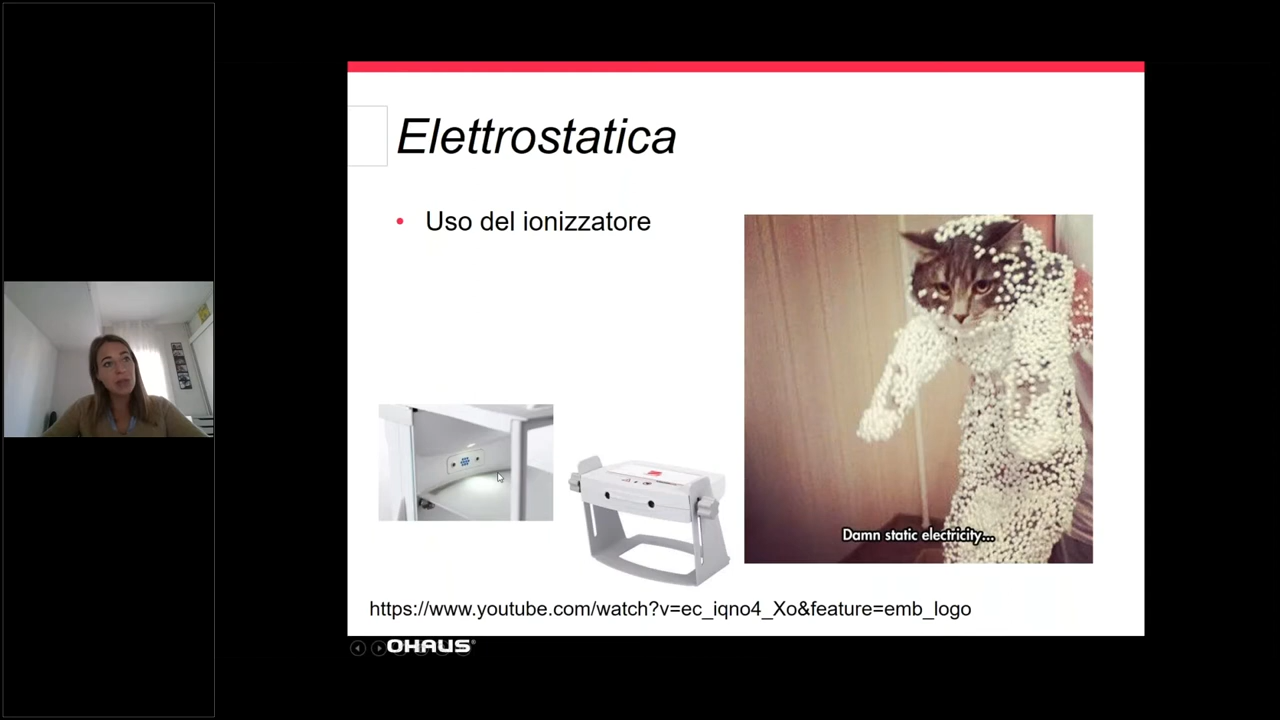 Elettrostatica
• Uso del ionizzatore
Damn static electricity...
https://www.youtube.com/watch?v=ec_iqno4_Xo&feature=emb_logo
OHAUS®